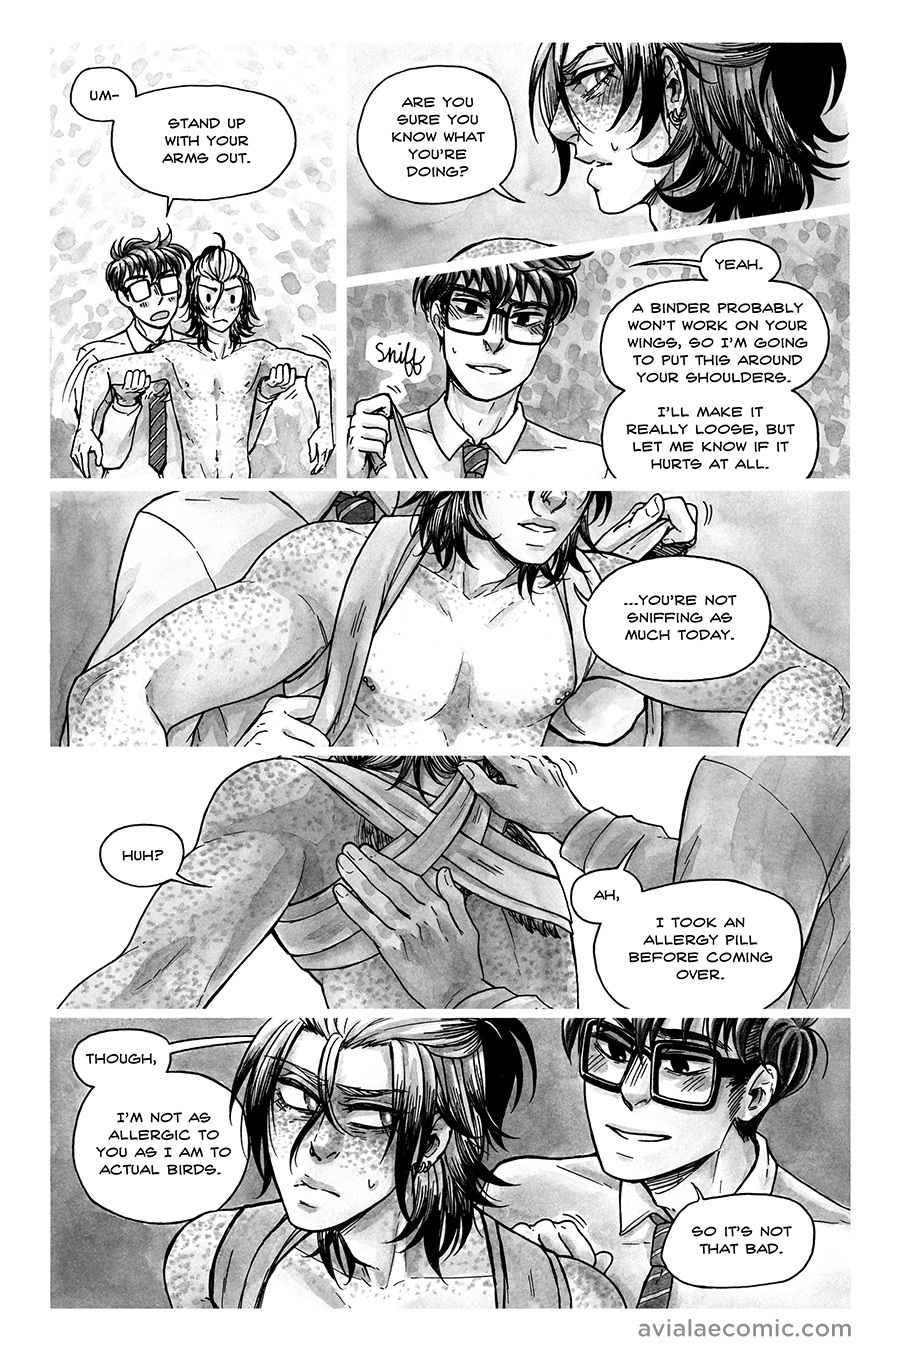 UM-
STAND UP
WITH YOUR
ARMS OUT.
ARE YOU
SURE YOU
KNOW WHAT
YOU'RE
DOING?
YEAH.
A BINDER PROBABLY
WON'T WORK ON YOUR
WINGS, SO I'M GOING
TO PUT THIS AROUND
YOUR SHOULDERS.
I'LL MAKE IT
REALLY LOOSE, BUT
LET ME KNOW IF IT
HURTS AT ALL.
Sniff
...YOU'RE NOT
SNIFFING AS
MUCH TODAY.
HUH?
AH,
I TOOK AN
ALLERGY PILL
BEFORE COMING
OVER.
THOUGH,
I'M NOT AS
ALLERGIC TO
YOU AS I AM TO
ACTUAL BIRDS.
SO IT'S NOT
THAT BAD.
avialaecomic.com